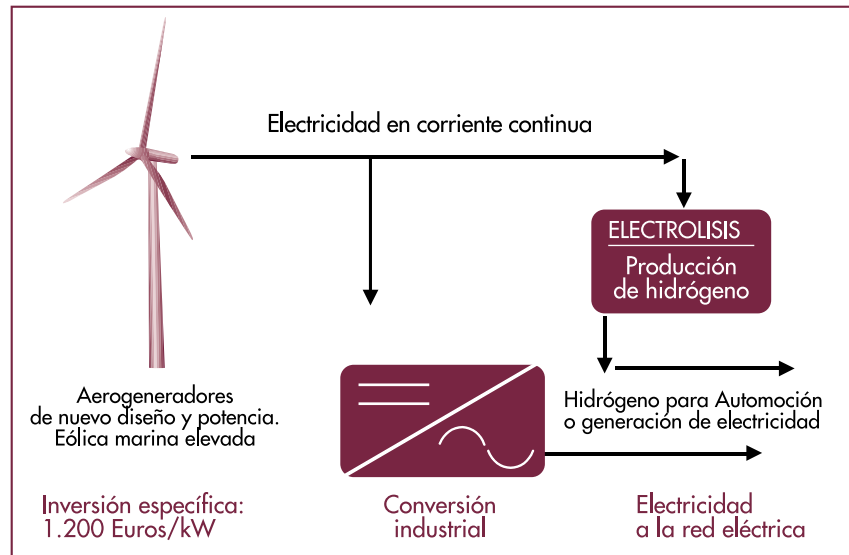 Electricidad en corriente continua
ELECTROLISIS
Producción
de hidrógeno
Aerogeneradores
de nuevo diseño y potencia.
Eólica marina elevada
Hidrógeno para Automoción
o generación de electricidad
Inversión específica:
1.200 Euros/kW
Conversión
industrial
Electricidad
a la red eléctrica